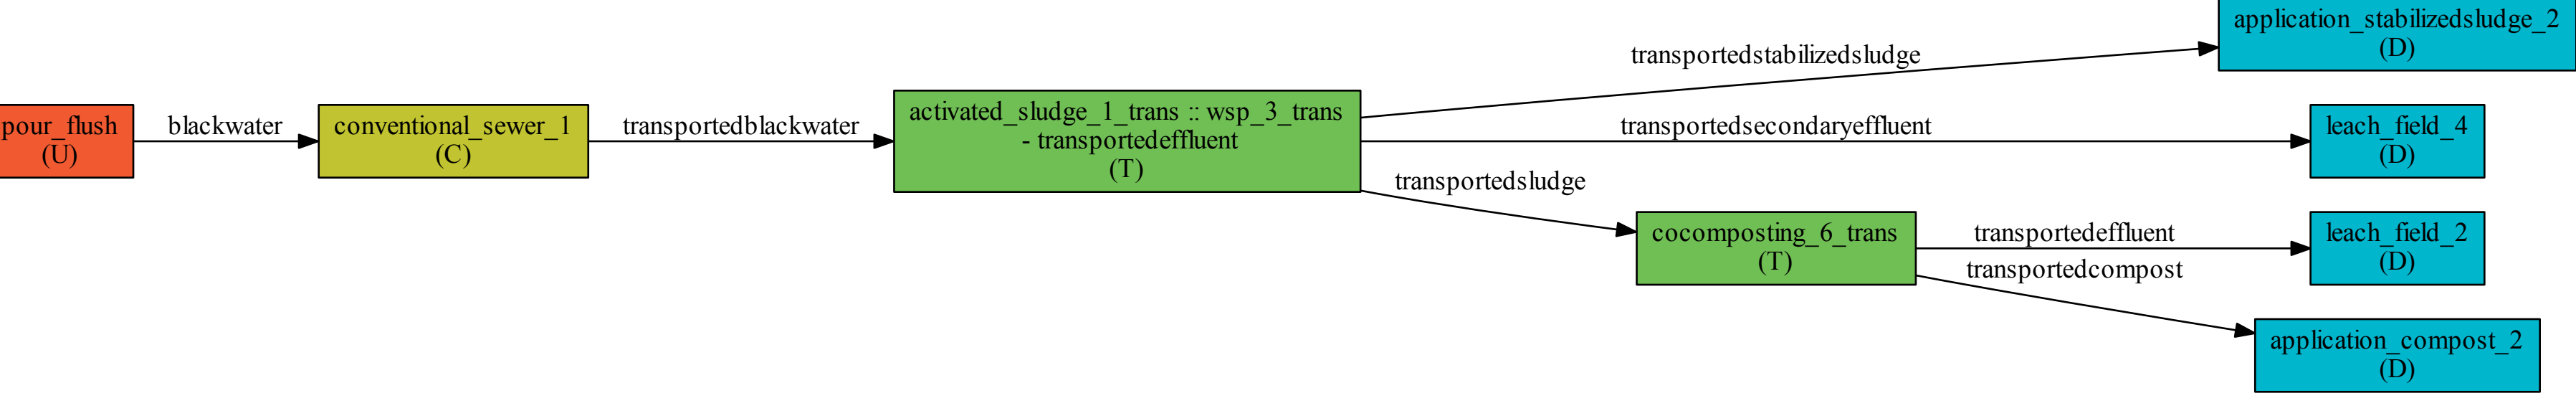 application_stabilizedsludge_2
(D)
transportedstabilizedsludge
pour_flush
(U)
blackwater
conventional_sewer_1
(C)
transportedblackwater
activated_sludge_1_trans :: wsp_3_trans
- transportedeffluent
(T)
transportedsecondaryeffluent
leach_field_4
(D)
transportedsludge
cocomposting_6_trans
(T)
transportedeffluent
leach_field_2
(D)
transportedcompost
application_compost_2
(D)